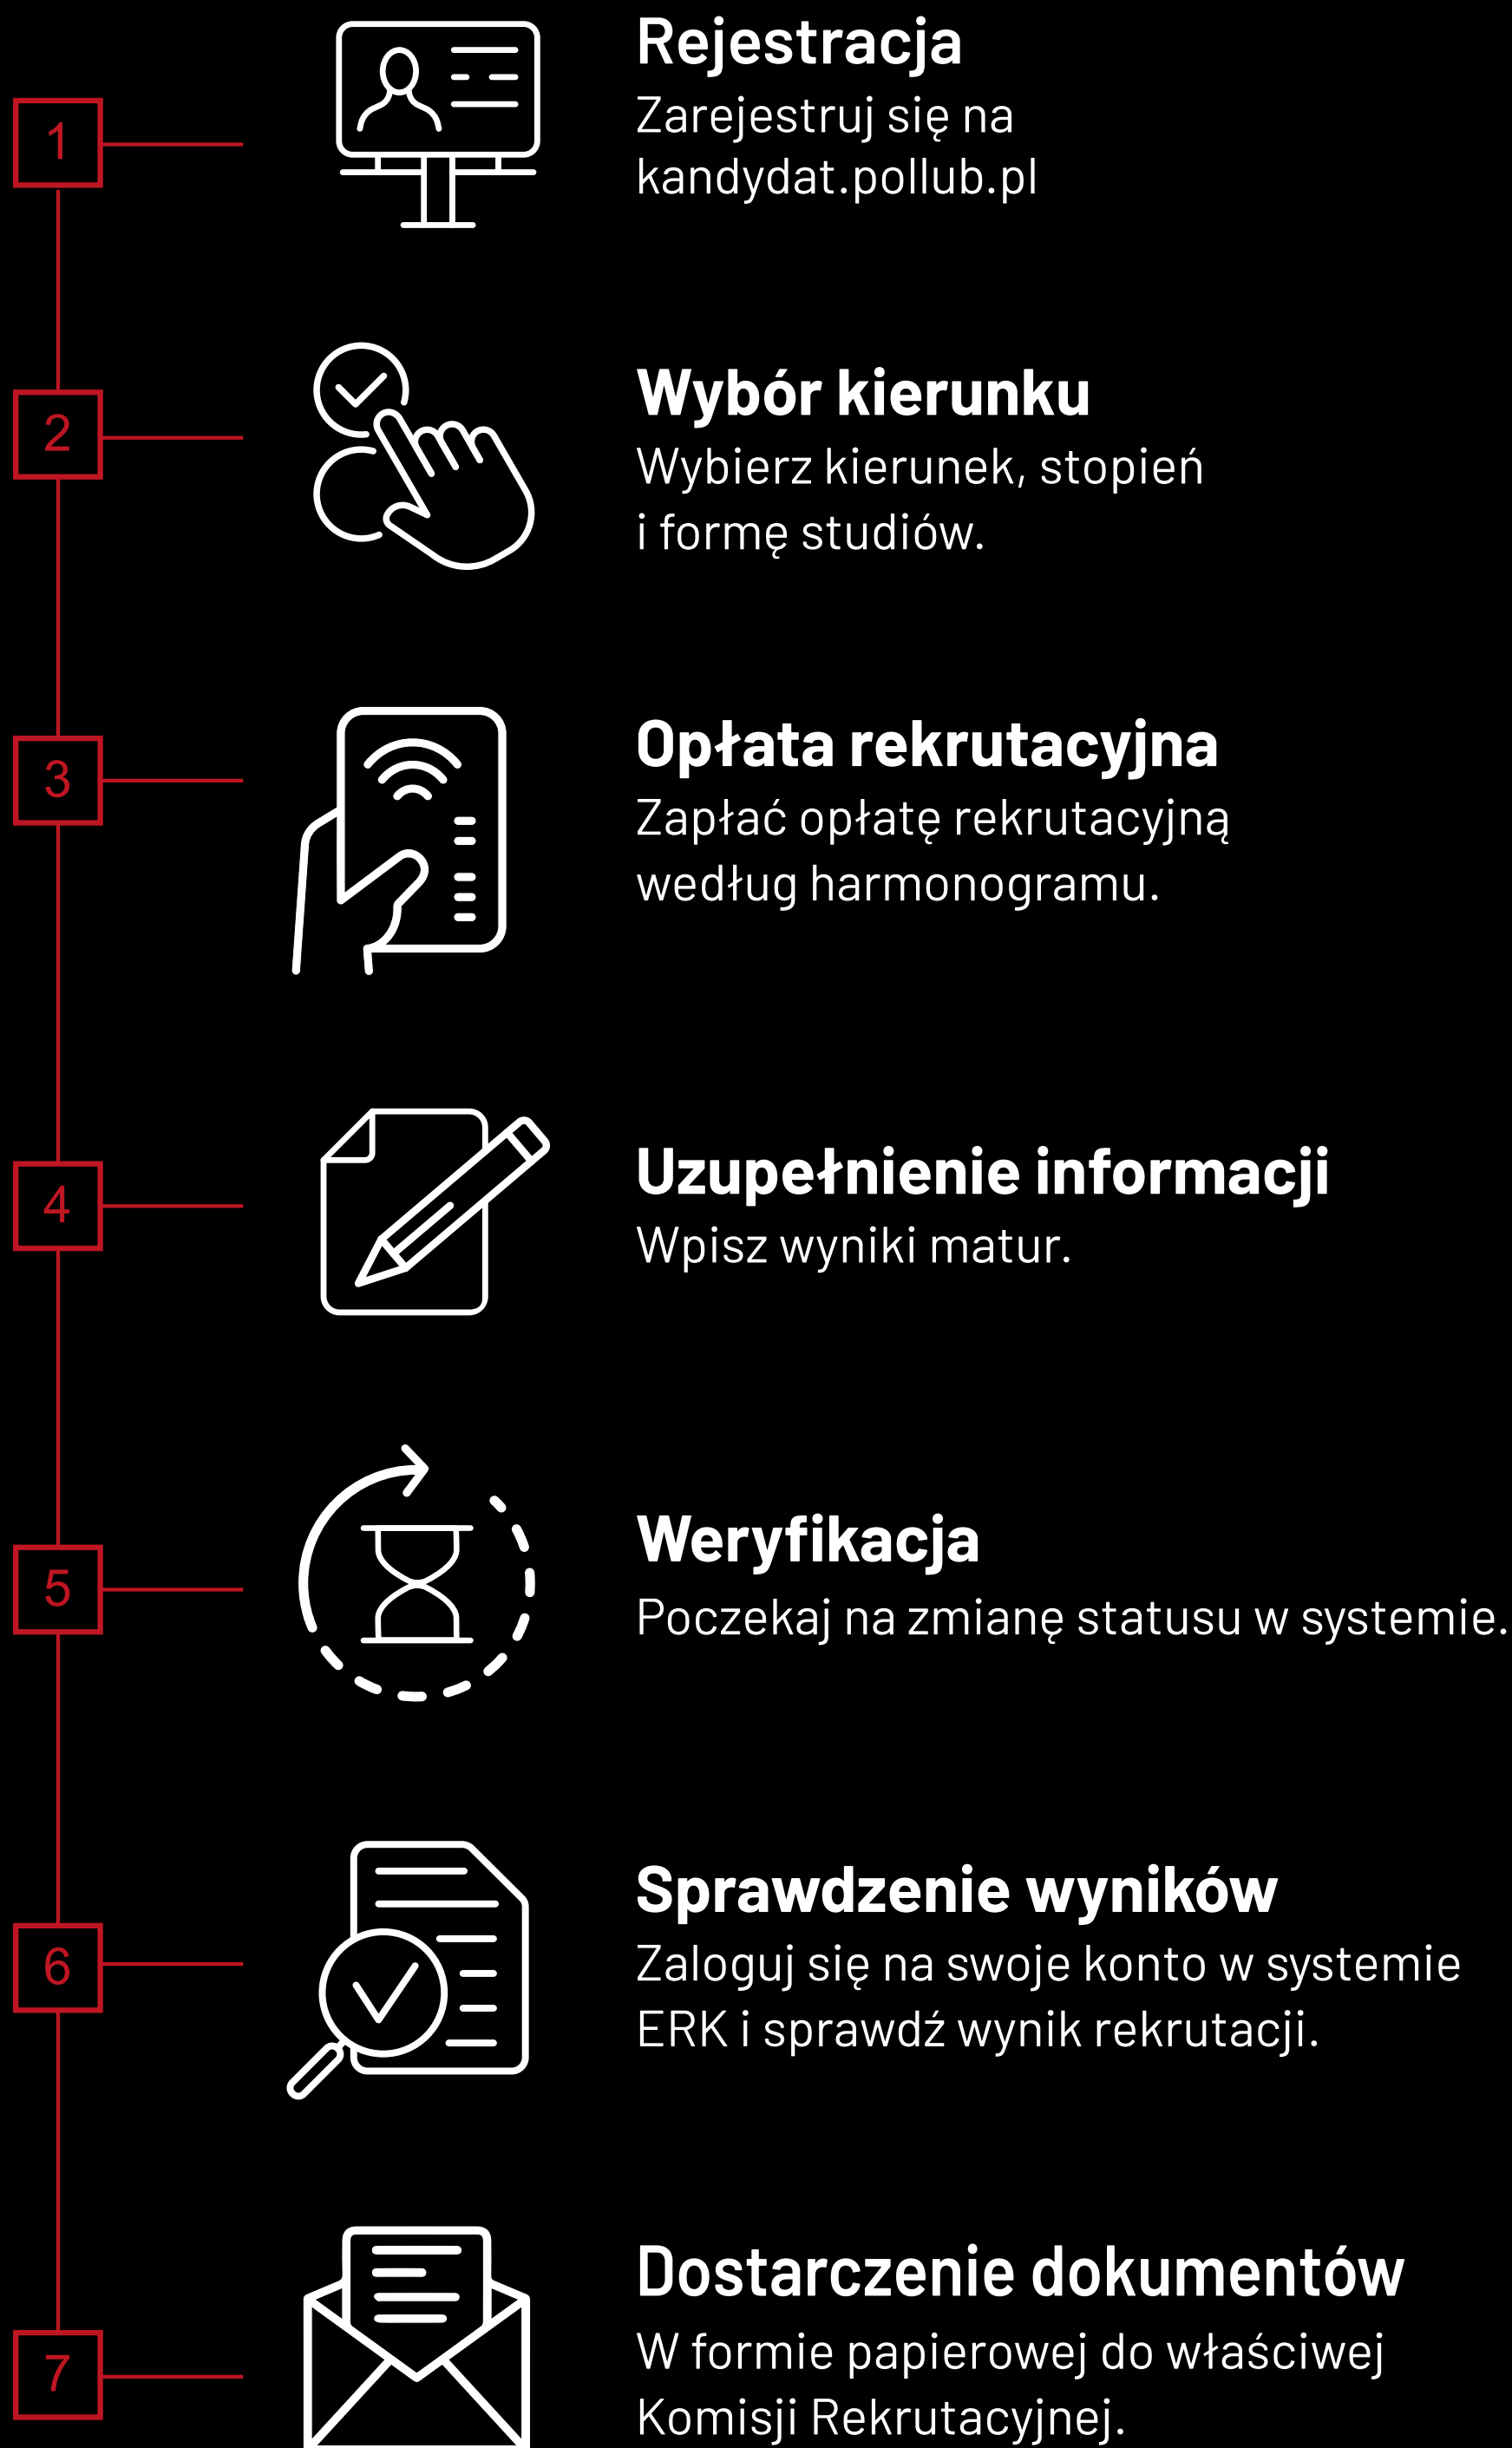 1
Rejestracja
Zarejestruj się na
kandydat.pollub.pl
2
Wybór kierunku
Wybierz kierunek, stopień
i formę studiów.
3
Opłata rekrutacyjna
Zapłać opłatę rekrutacyjną
według harmonogramu.
4
Uzupełnienie informacji
Wpisz wyniki matur.
5
Weryfikacja
Poczekaj na zmianę statusu w systemie.
6
Sprawdzenie wyników
Zaloguj się na swoje konto w systemie
ERK i sprawdź wynik rekrutacji.
7
Dostarczenie dokumentów
W formie papierowej do właściwej
Komisji Rekrutacyjnej.